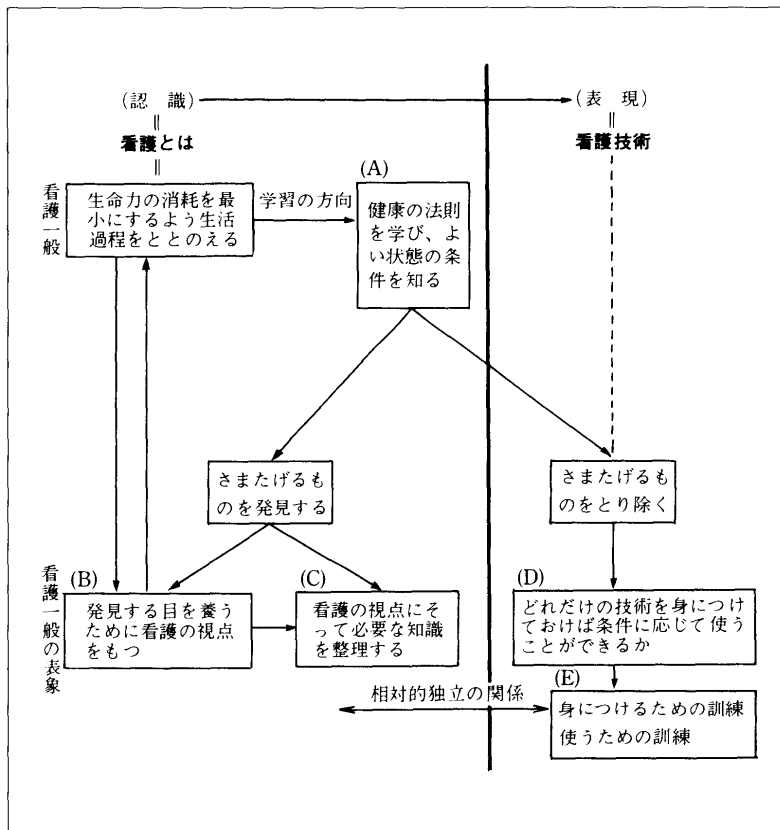 (認　識)
(表　現)
‖
‖
看護とは
看護技術
‖
(A)
看護一般
生命力の消耗を最
小にするよう生活
過程をととのえる
学習の方向
健康の法則
を学び、よ
い状態の条
件を知る
さまたげるも
のを発見する
さまたげるも
のをとり除く
看護一般の表象
(B)
発見する目を養う
ために看護の視点
をもつ
(C)
看護の視点にそ
って必要な知識
を整理する
(D)
どれだけの技術を身につけ
ておけば条件に応じて使う
ことができるか
相対的独立の関係
(E)
身につけるための訓練
使うための訓練